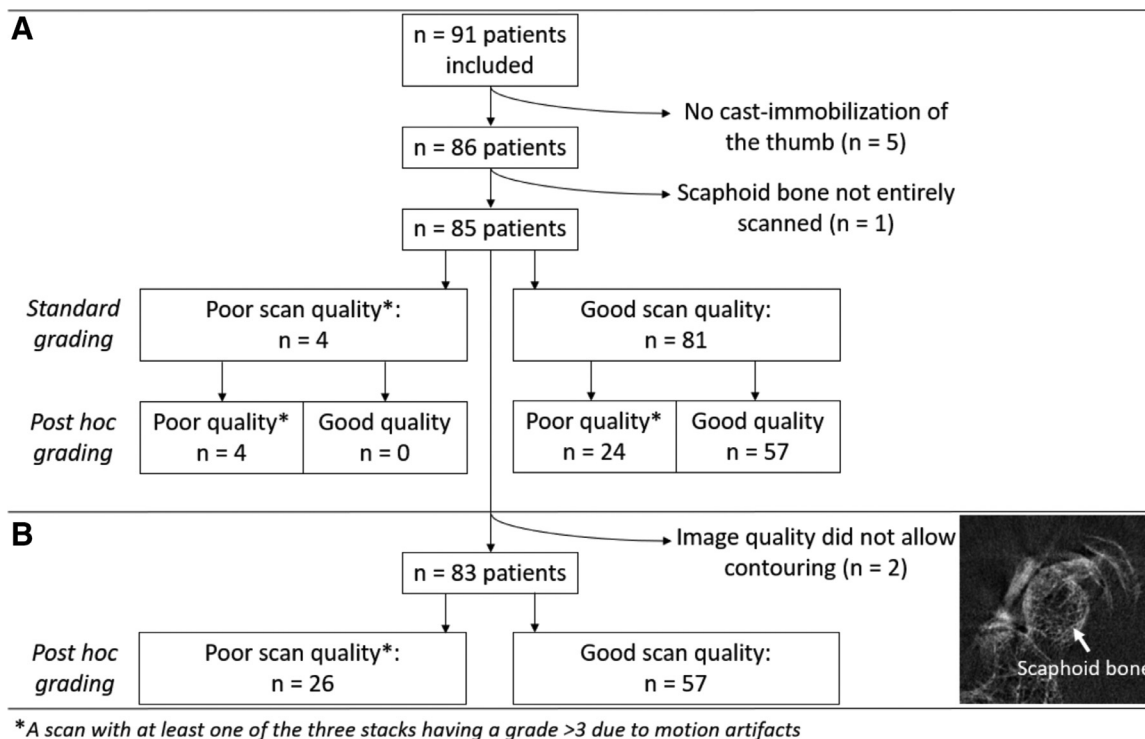 A
n = 91 patients
included
No cast-immobilization of
the thumb (n = 5)
n = 86 patients
Scaphoid bone not entirely
scanned (n = 1)
n = 85 patients
Standard
grading
Poor scan quality*:
n = 4
Good scan quality:
n = 81
Post hoc
grading
Poor quality*
n = 4
Good quality
n = 0
Poor quality*
n = 24
Good quality
n = 57
B
Image quality did not allow
contouring (n = 2)
n = 83 patients
Post hoc
grading
Poor scan quality*:
n = 26
Good scan quality:
n = 57
Scaphoid bone
*A scan with at least one of the three stacks having a grade >3 due to motion artifacts